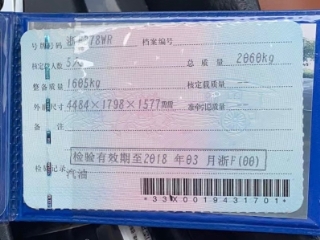 号牌号码 浙 278WR 档案编号
核定载人数 5人 总质量 2060kg
整备质量 1605kg 核定载质量 --
外廓尺寸 4484×1798×1577mm 准牵引总质量 --
备注
检验有效期至2018 年03 月浙F(00)
检验记录
汽油
*33X0019431701*